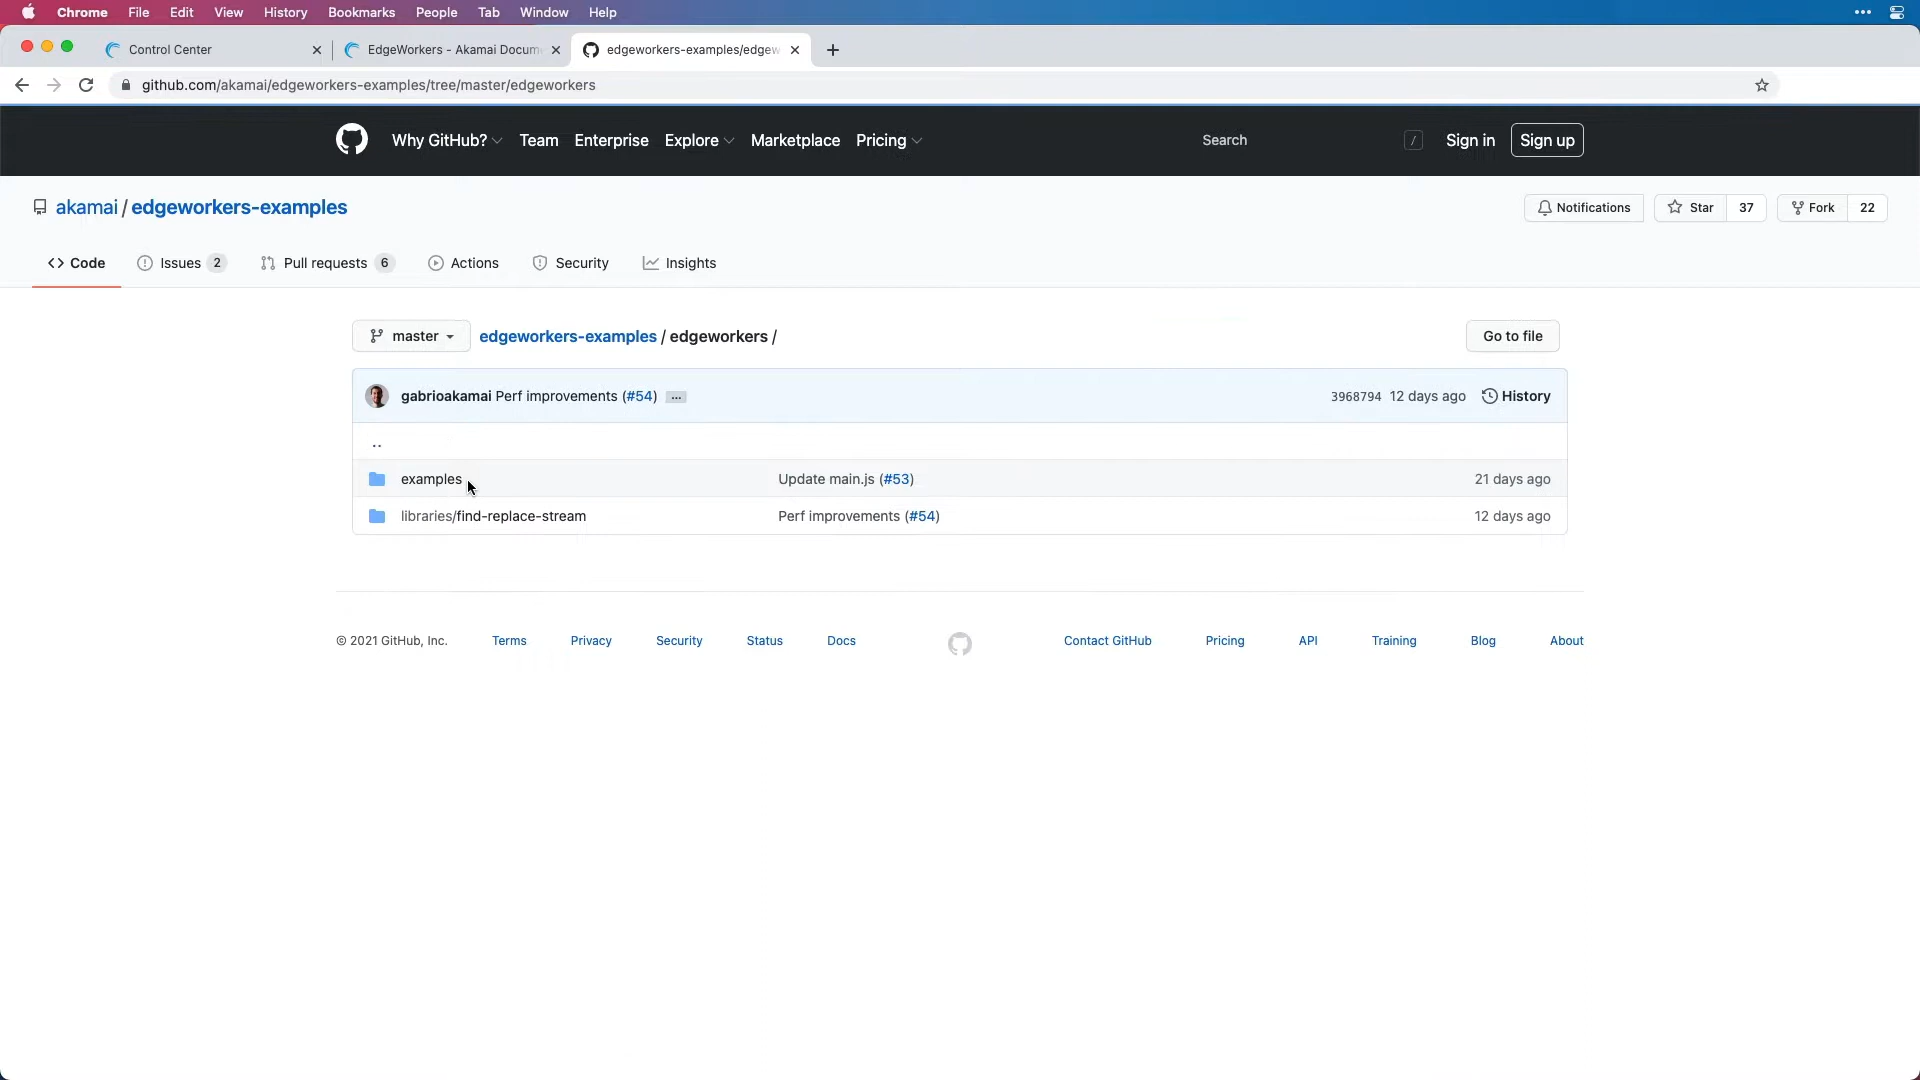 Chrome File Edit View History Bookmarks People Tab Window Help
Control Center
EdgeWorkers - Akamai Docum
edgeworkers-examples/edgew
github.com/akamai/edgeworkers-examples/tree/master/edgeworkers
Why GitHub? Team Enterprise Explore Marketplace Pricing Search / Sign in Sign up
akamai / edgeworkers-examples
Notifications Star 37 Fork 22
<> Code Issues 2 Pull requests 6 Actions Security Insights
master edgeworkers-examples / edgeworkers / Go to file
gabrioakamai Perf improvements (#54) ... 3968794 12 days ago History
..
examples Update main.js (#53) 21 days ago
libraries/find-replace-stream Perf improvements (#54) 12 days ago
© 2021 GitHub, Inc. Terms Privacy Security Status Docs Contact GitHub Pricing API Training Blog About